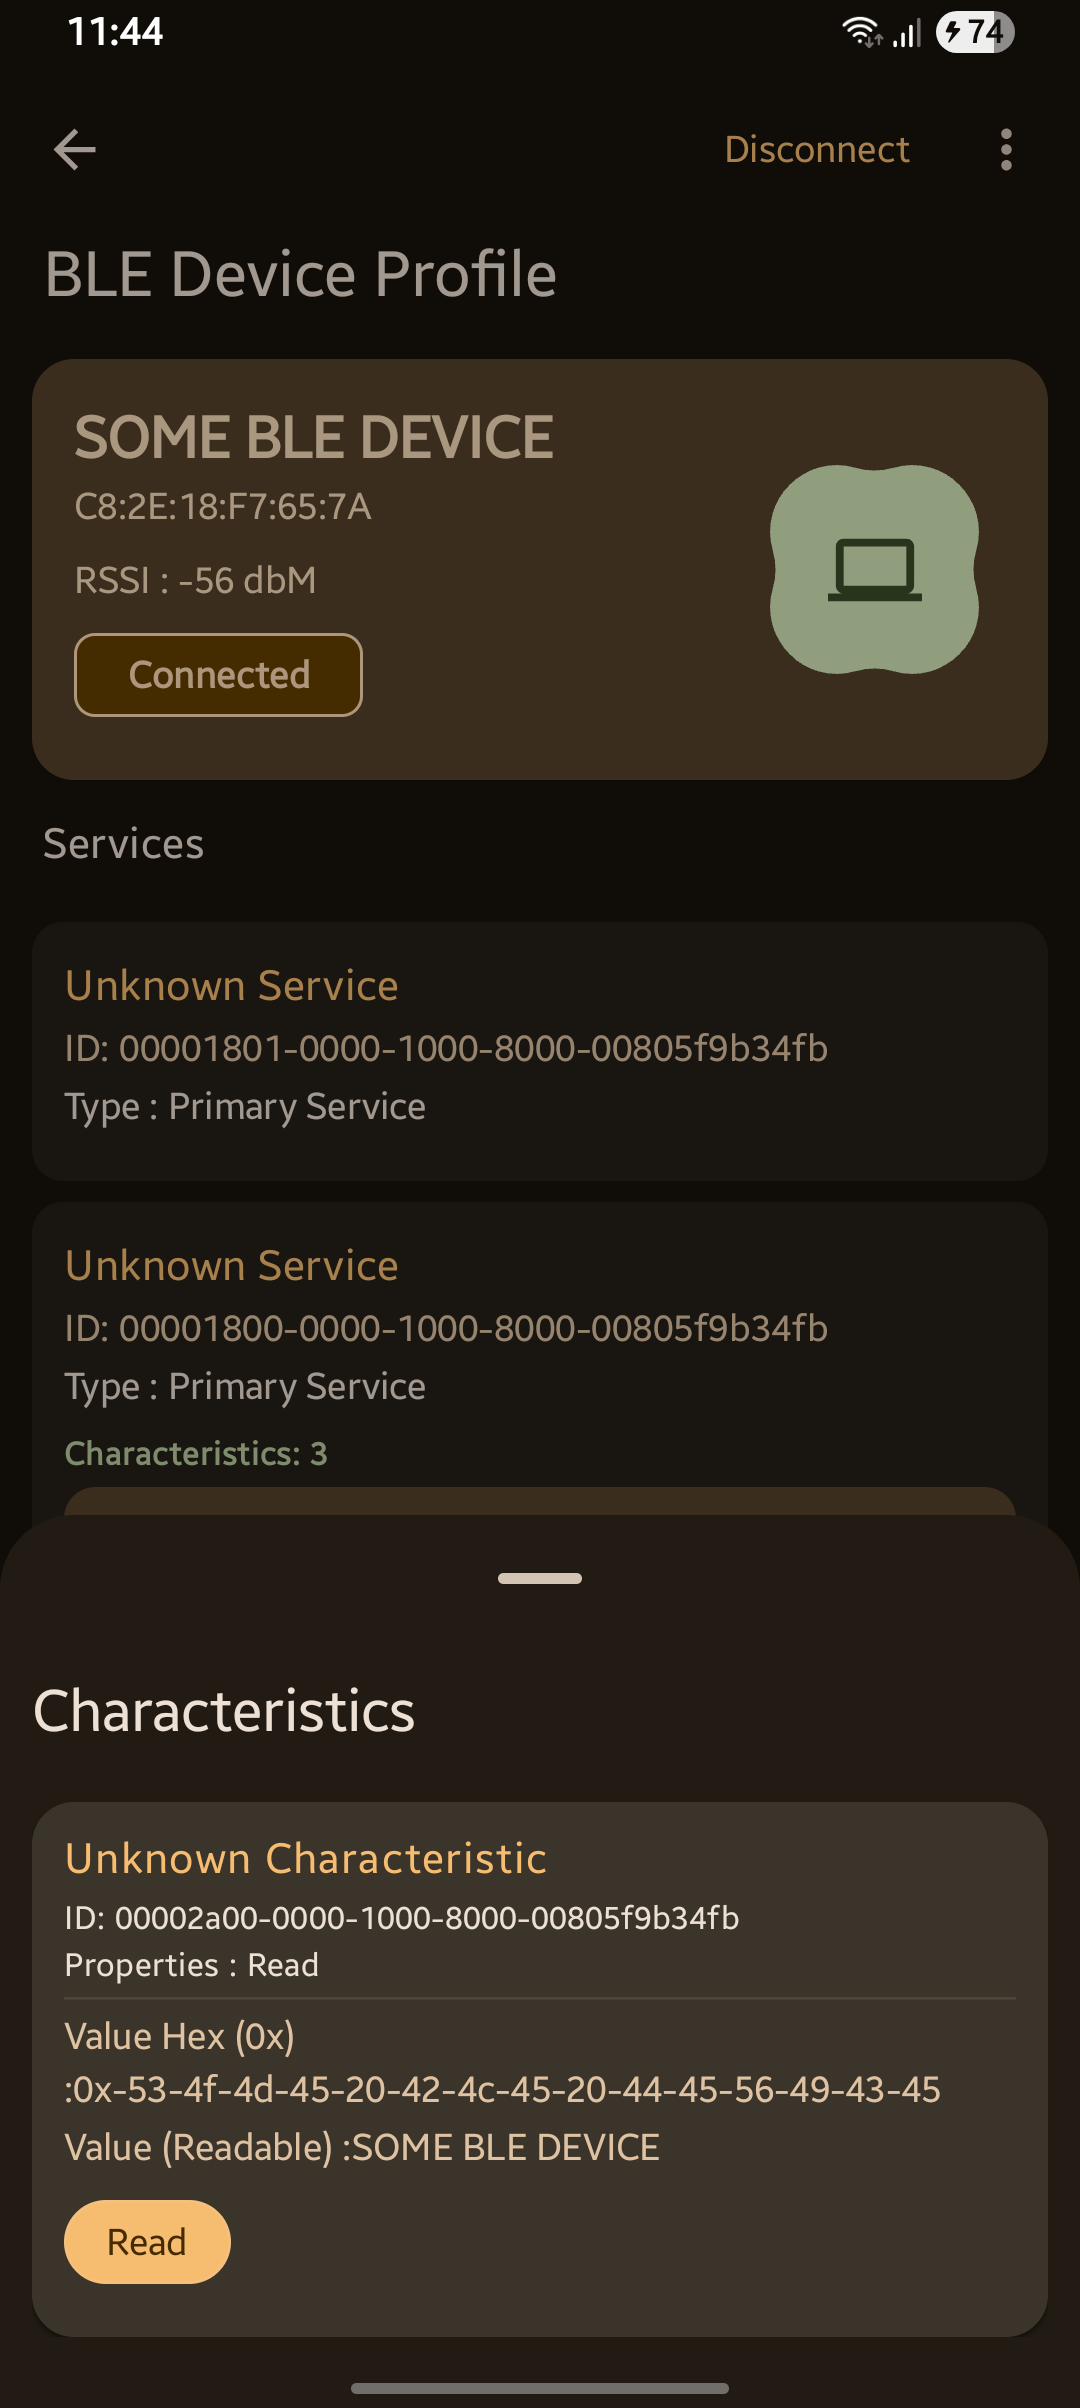 11:44
74
Disconnect
BLE Device Profile
SOME BLE DEVICE
C8:2E:18:F7:65:7A
RSSI : -56 dbM
Connected
Services
Unknown Service
ID: 00001801-0000-1000-8000-00805f9b34fb
Type : Primary Service
Unknown Service
ID: 00001800-0000-1000-8000-00805f9b34fb
Type : Primary Service
Characteristics: 3
Characteristics
Unknown Characteristic
ID: 00002a00-0000-1000-8000-00805f9b34fb
Properties : Read
Value Hex (0x)
:0x-53-4f-4d-45-20-42-4c-45-20-44-45-56-49-43-45
Value (Readable) :SOME BLE DEVICE
Read